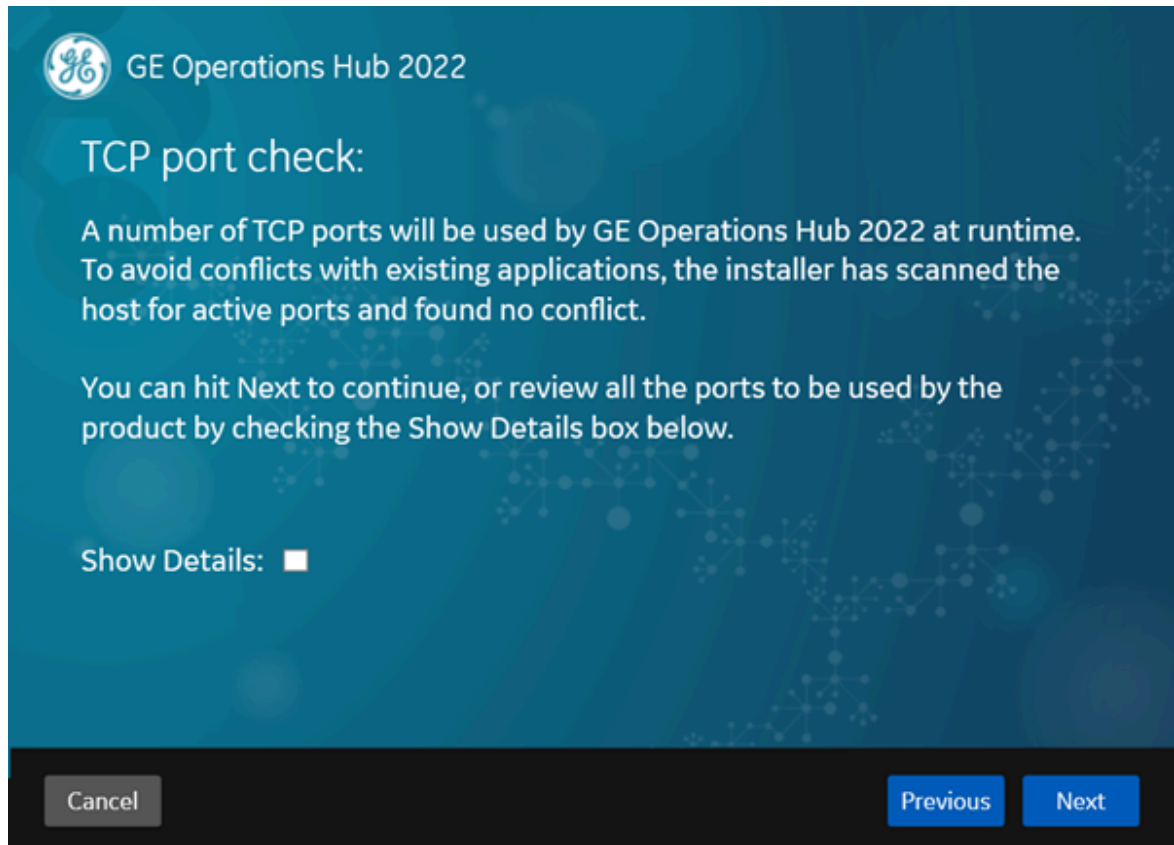 GE Operations Hub 2022
TCP port check:
A number of TCP ports will be used by GE Operations Hub 2022 at runtime.
To avoid conflicts with existing applications, the installer has scanned the
host for active ports and found no conflict.
You can hit Next to continue, or review all the ports to be used by the
product by checking the Show Details box below.
Show Details:
Cancel
Previous
Next